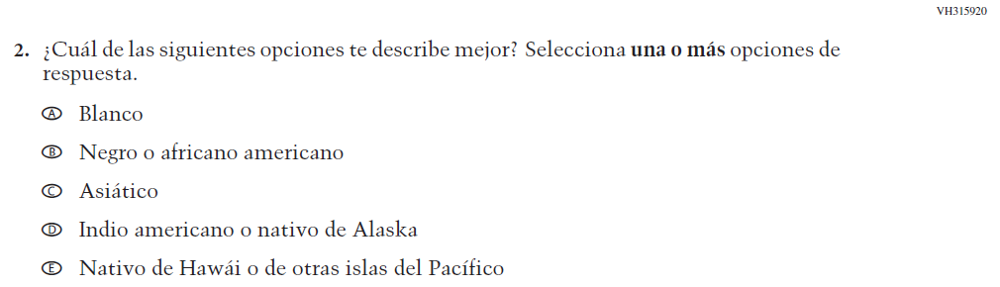 VH315920
2. ¿Cuál de las siguientes opciones te describe mejor? Selecciona una o más opciones de
respuesta.
A Blanco
B Negro o africano americano
C Asiático
D Indio americano o nativo de Alaska
E Nativo de Hawái o de otras islas del Pacífico